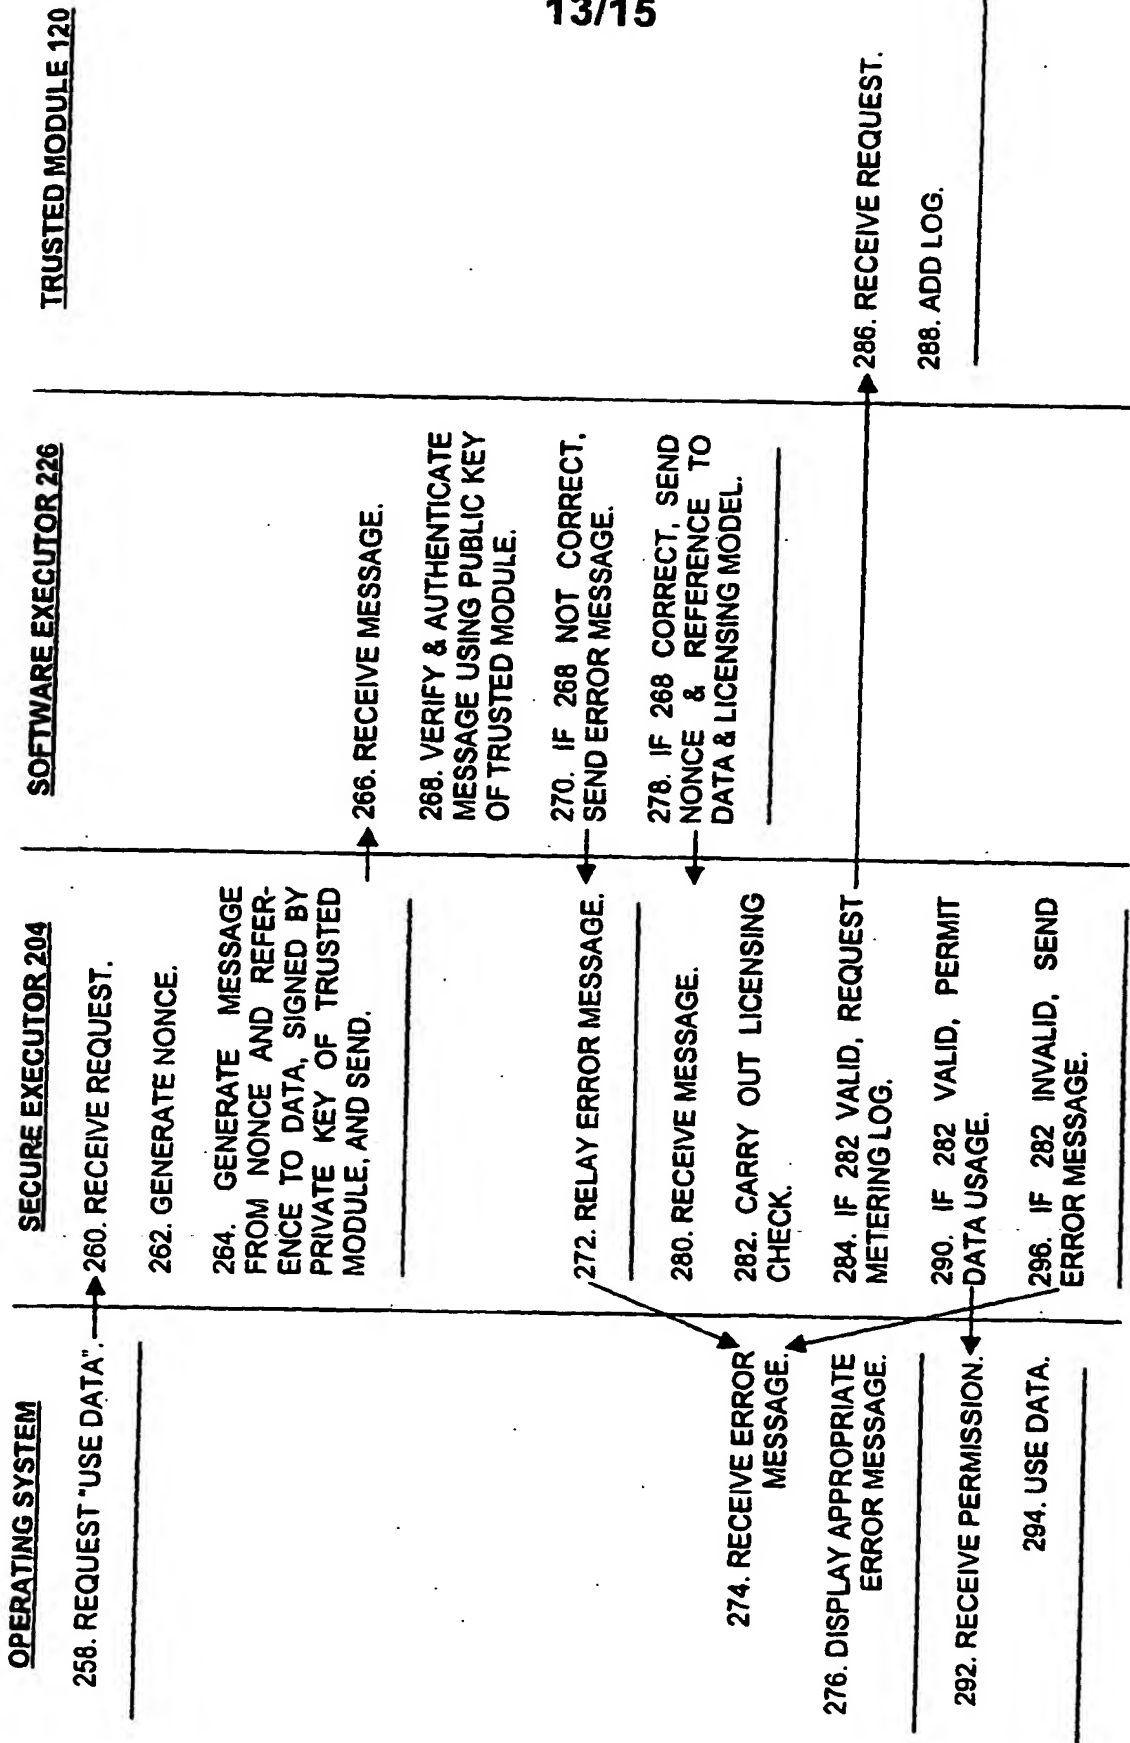 13/15
OPERATING SYSTEM
258. REQUEST "USE DATA".
274. RECEIVE ERROR
MESSAGE.
276. DISPLAY APPROPRIATE
ERROR MESSAGE.
292. RECEIVE PERMISSION.
294. USE DATA.
SECURE EXECUTOR 204
260. RECEIVE REQUEST.
262. GENERATE NONCE.
264. GENERATE MESSAGE
FROM NONCE AND REFER-
ENCE TO DATA, SIGNED BY
PRIVATE KEY OF TRUSTED
MODULE, AND SEND.
272. RELAY ERROR MESSAGE.
280. RECEIVE MESSAGE.
282. CARRY OUT LICENSING
CHECK.
284. IF 282 VALID, REQUEST
METERING LOG.
290. IF 282 VALID, PERMIT
DATA USAGE.
296. IF 282 INVALID, SEND
ERROR MESSAGE.
SOFTWARE EXECUTOR 226
266. RECEIVE MESSAGE.
268. VERIFY & AUTHENTICATE
MESSAGE USING PUBLIC KEY
OF TRUSTED MODULE.
270. IF 268 NOT CORRECT,
SEND ERROR MESSAGE.
278. IF 268 CORRECT, SEND
NONCE & REFERENCE TO
DATA & LICENSING MODEL.
TRUSTED MODULE 120
286. RECEIVE REQUEST.
288. ADD LOG.